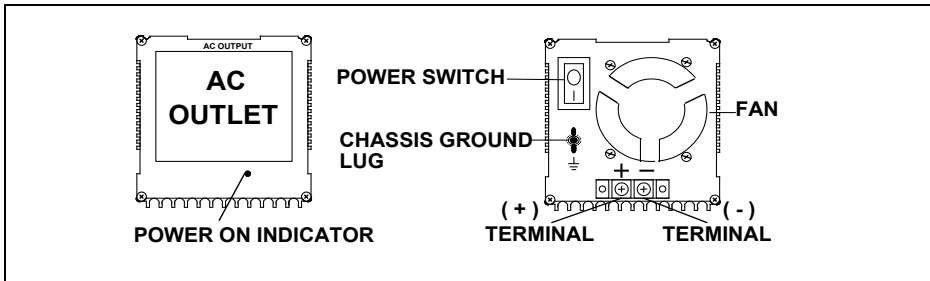 AC OUTPUT
AC
OUTLET
POWER ON INDICATOR
POWER SWITCH
CHASSIS GROUND
LUG
FAN
+ −
( + )
TERMINAL
( - )
TERMINAL